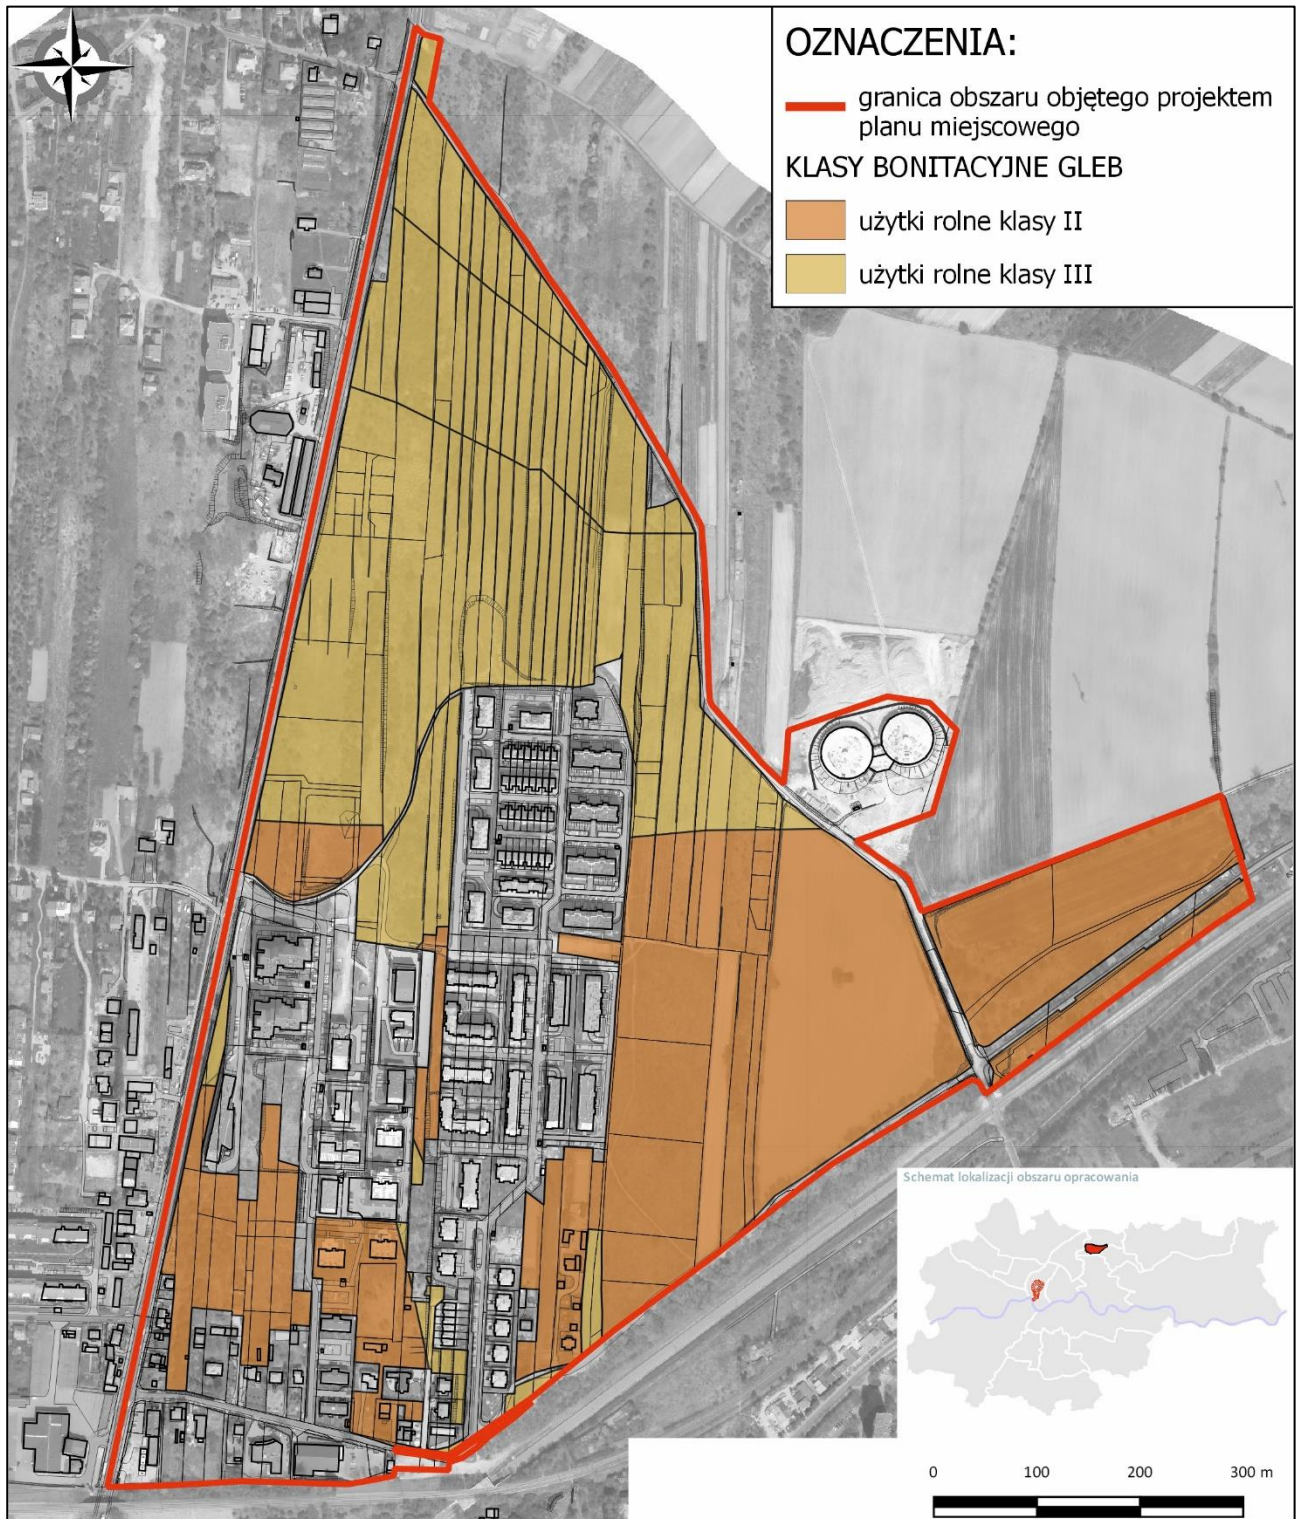 OZNACZENIA:
granica obszaru objętego projektem
planu miejscowego
KLASY BONITACYJNE GLEB
użytki rolne klasy II
użytki rolne klasy III
Schemat lokalizacji obszaru opracowania
0 100 200 300 m